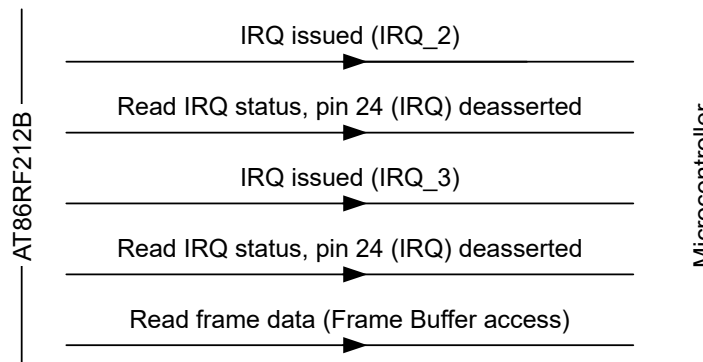 IRQ issued (IRQ_2)
Read IRQ status, pin 24 (IRQ) deasserted
IRQ issued (IRQ_3)
Read IRQ status, pin 24 (IRQ) deasserted
Read frame data (Frame Buffer access)
AT86RF212B
Microcontroller